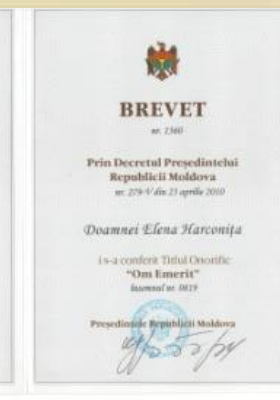 BREVET
nr. 1360
Prin Decretul Președintelui
Republicii Moldova
nr. 279-V din 23 aprilie 2010
Doamnei Elena Harconița
i s-a conferit Titlul Onorific
“Om Emerit”
Însemnul nr. 0819
Președintele Republicii Moldova